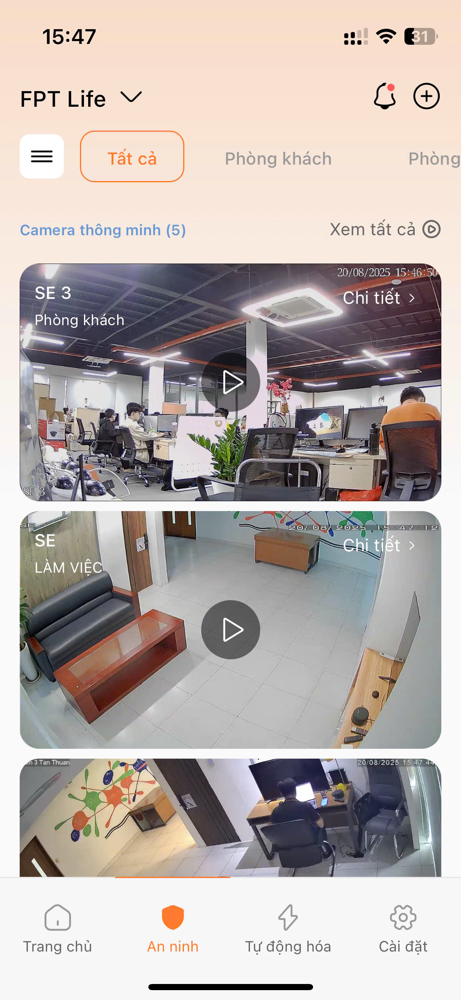 15:47
31
FPT Life
Tất cả
Phòng khách
Phòng
Camera thông minh (5)
Xem tất cả
20/08/2025 15:46:50
SE 3
Chi tiết
Phòng khách
SE 3
SE
20/08/2025 15:47:12
SE
Chi tiết
LÀM VIỆC
m 3 Tan Thuan
20/08/2025 15:47:44
Trang chủ
An ninh
Tự động hóa
Cài đặt